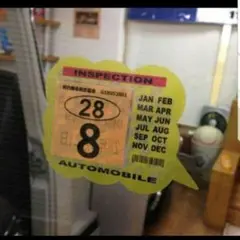 INSPECTION
28
8
JAN FEB
MAR APR
MAY JUN
JUL AUG
SEP OCT
NOV DEC
AUTOMOBILE